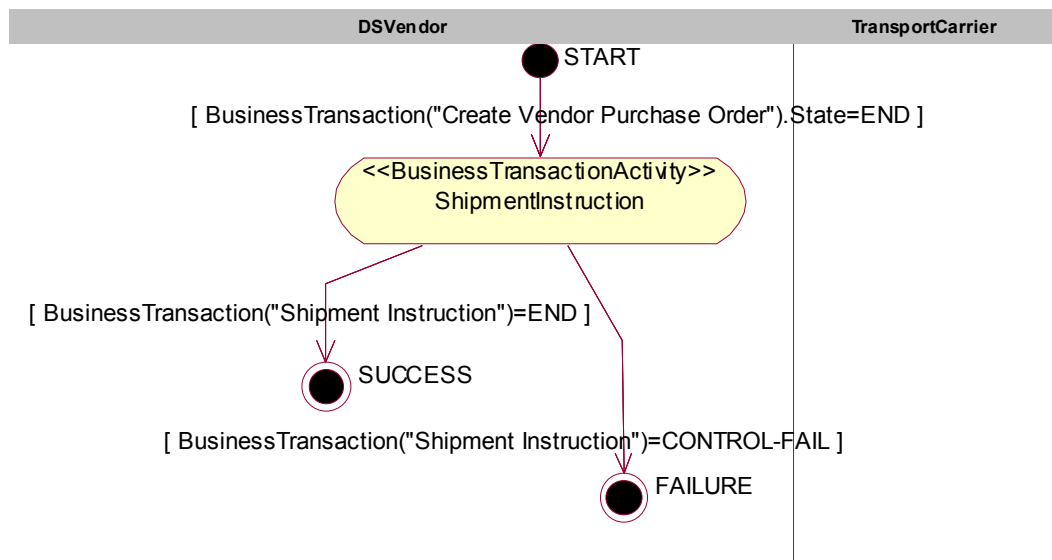 DSVendor
TransportCarrier
START
[ BusinessTransaction("Create Vendor Purchase Order").State=END ]
<<BusinessTransactionActivity>>
ShipmentInstruction
[ BusinessTransaction("Shipment Instruction")=END ]
SUCCESS
[ BusinessTransaction("Shipment Instruction")=CONTROL-FAIL ]
FAILURE